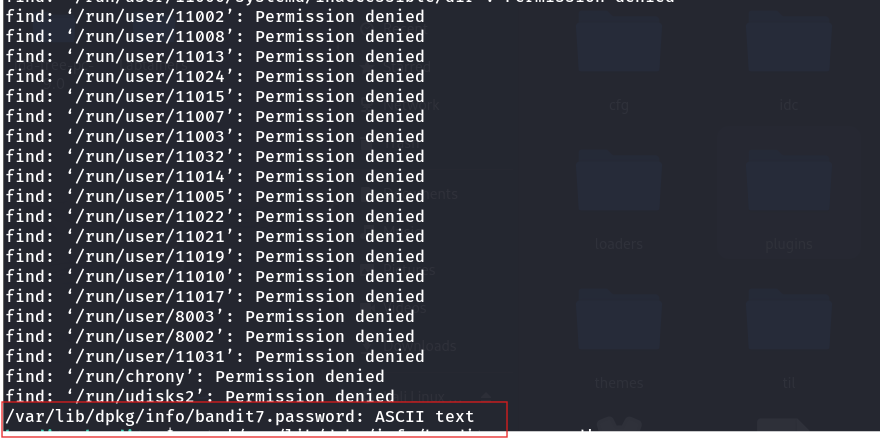 find: ‘/run/user/11002’: Permission denied
find: ‘/run/user/11008’: Permission denied
find: ‘/run/user/11013’: Permission denied
find: ‘/run/user/11024’: Permission denied
find: ‘/run/user/11015’: Permission denied
find: ‘/run/user/11007’: Permission denied
find: ‘/run/user/11003’: Permission denied
find: ‘/run/user/11032’: Permission denied
find: ‘/run/user/11014’: Permission denied
find: ‘/run/user/11005’: Permission denied
find: ‘/run/user/11022’: Permission denied
find: ‘/run/user/11021’: Permission denied
find: ‘/run/user/11019’: Permission denied
find: ‘/run/user/11010’: Permission denied
find: ‘/run/user/11017’: Permission denied
find: ‘/run/user/8003’: Permission denied
find: ‘/run/user/8002’: Permission denied
find: ‘/run/user/11031’: Permission denied
find: ‘/run/chrony’: Permission denied
find: ‘/run/udisks2’: Permission denied
/var/lib/dpkg/info/bandit7.password: ASCII text
cfg
ldc
loaders
plugins
themes
til